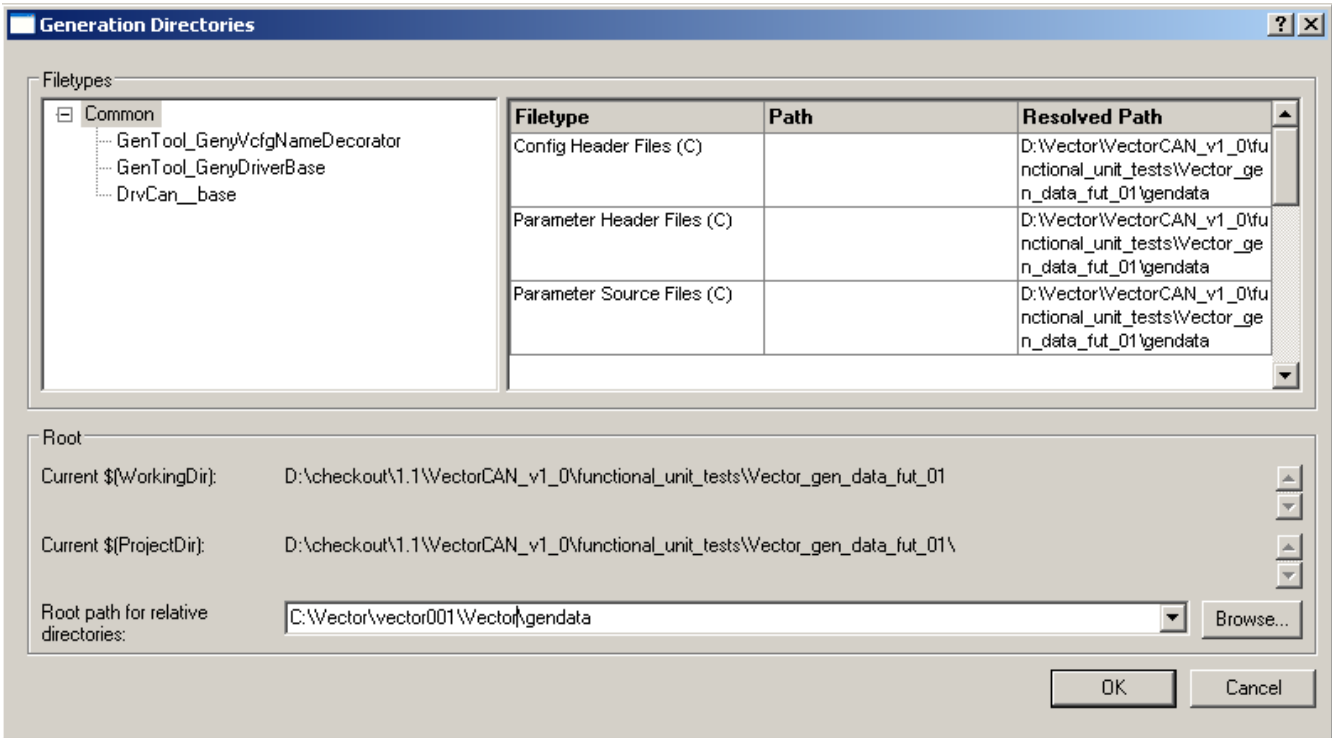 Generation Directories
Filetypes
Common
GenTool_GenyVcfgNameDecorator
GenTool_GenyDriverBase
DrvCan__base
Filetype Path Resolved Path
Config Header Files (C) D:\Vector\VectorCAN_v1_0\fu
nctional_unit_tests\Vector_ge
n_data_fut_01\gendata
Parameter Header Files (C) D:\Vector\VectorCAN_v1_0\fu
nctional_unit_tests\Vector_ge
n_data_fut_01\gendata
Parameter Source Files (C) D:\Vector\VectorCAN_v1_0\fu
nctional_unit_tests\Vector_ge
n_data_fut_01\gendata
Root
Current $(WorkingDir): D:\checkout\1.1\VectorCAN_v1_0\functional_unit_tests\Vector_gen_data_fut_01
Current $(ProjectDir): D:\checkout\1.1\VectorCAN_v1_0\functional_unit_tests\Vector_gen_data_fut_01\
Root path for relative
directories:
C:\Vector\vector001\Vector\gendata
Browse...
OK Cancel